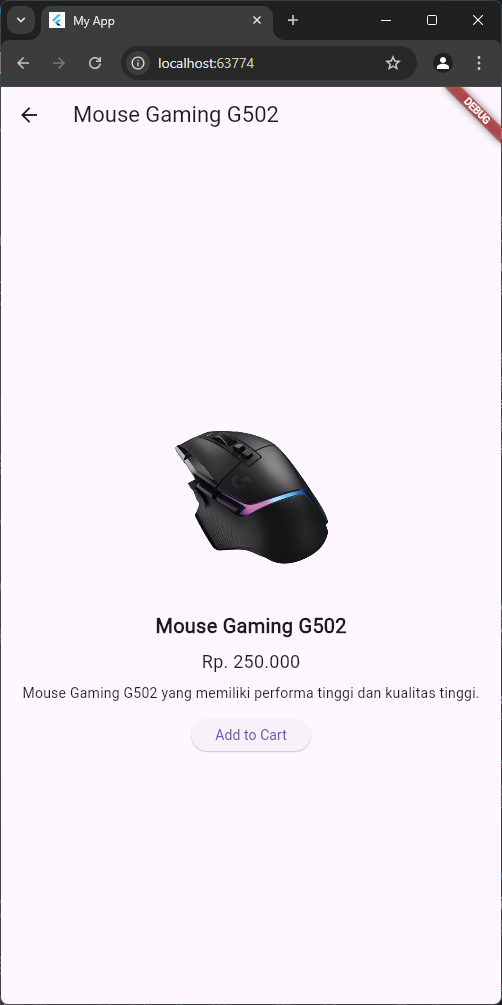 My App
localhost:63774
Mouse Gaming G502
DEBUG
Mouse Gaming G502
Rp. 250.000
Mouse Gaming G502 yang memiliki performa tinggi dan kualitas tinggi.
Add to Cart